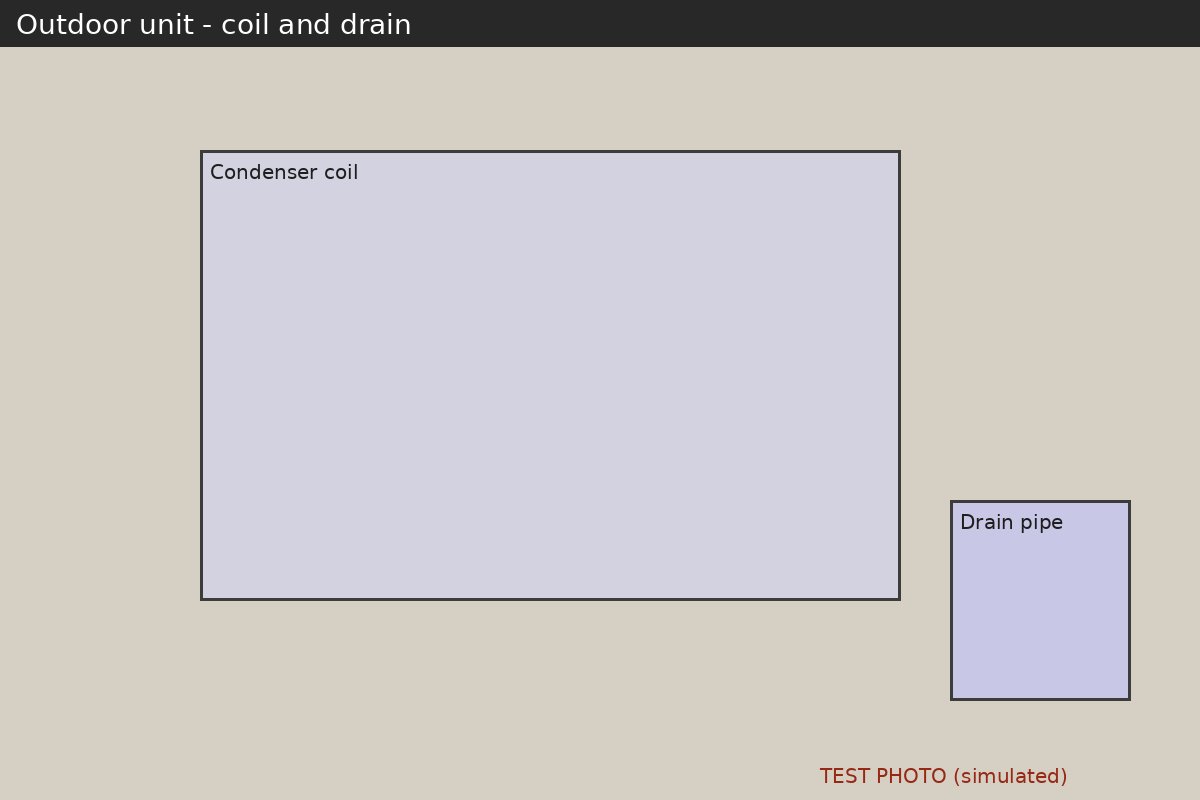 Outdoor unit - coil and drain
Condenser coil
Drain pipe
TEST PHOTO (simulated)